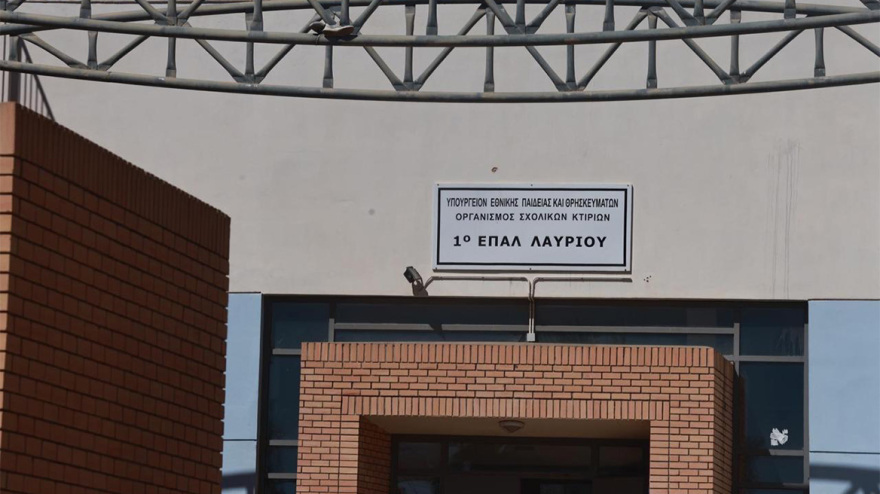 ΥΠΟΥΡΓΕΙΟΝ ΕΘΝΙΚΗΣ ΠΑΙΔΕΙΑΣ ΚΑΙ ΘΡΗΣΚΕΥΜΑΤΩΝ
ΟΡΓΑΝΙΣΜΟΣ ΣΧΟΛΙΚΩΝ ΚΤΙΡΙΩΝ
1Ο ΕΠΑΛ ΛΑΥΡΙΟΥ